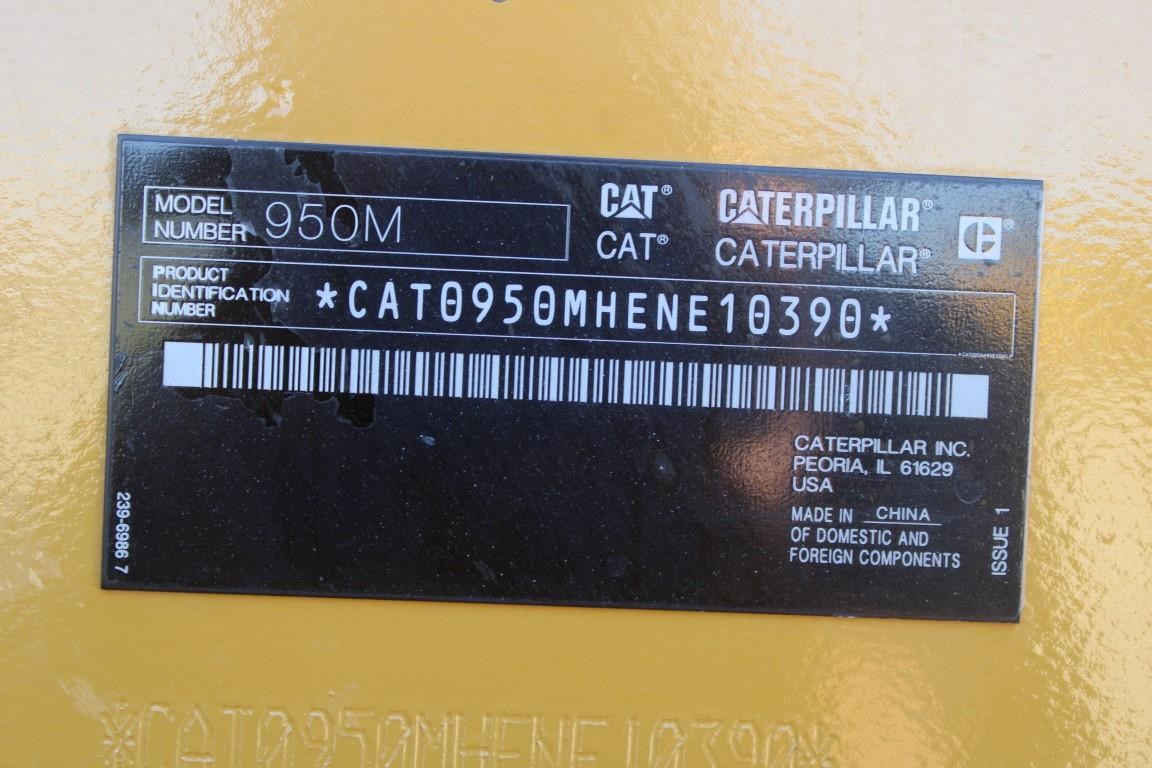 MODEL
NUMBER
950M
CAT® CATERPILLAR®
CAT® CATERPILLAR®
PRODUCT
IDENTIFICATION
NUMBER
*CAT0950MHENE10390*
CATERPILLAR INC.
PEORIA, IL 61629
USA
MADE IN CHINA
OF DOMESTIC AND
FOREIGN COMPONENTS
239-6986 7
ISSUE 1
*CAT0950MHENE10390*